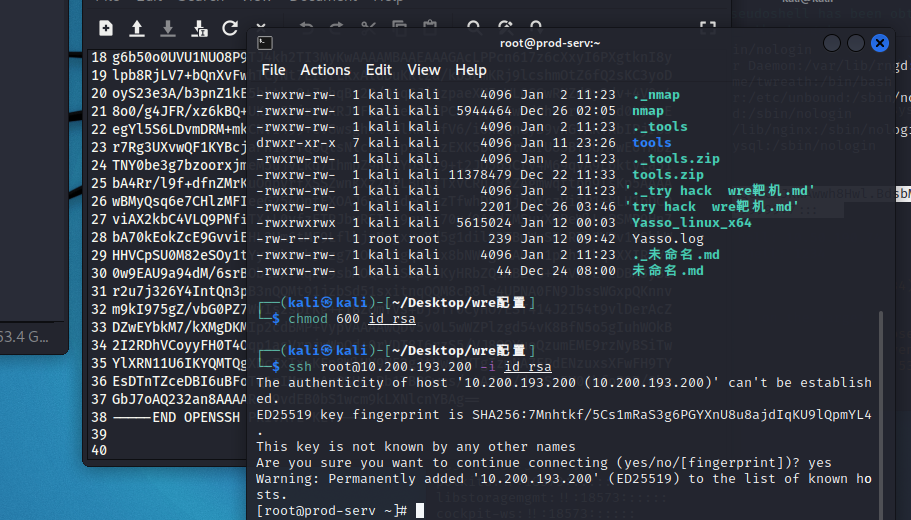 root@prod-serv:~
File Actions Edit View Help
18 g6b50o0UVU1NUO8P9
19 lpb8RjLV7+bQnXvFw
20 oyS23e3A/b3pnZ1kE
21 8o0/g4JFR/xz6kBQ+
22 egYl5S6LDvmDRM+mk
23 r7Rg3UXvwQF1KYBcj
24 TNY0be3g7bzoorxjm
25 bA4Rr/l9f+dfnZMrK
26 wBMyQsq6e7CHlzMFI
27 viAX2kbC4VLQ9PNfi
28 bA70kEokZcE9GvviE
29 HHVCpSU0M82eSOy1t
30 0w9EAU9a94dM/6srB
31 r2u7j326Y4IntQn3p
32 m9kI975gZ/vbG0PZ7
33 DZwEYbkM7/kXMgDKM
34 2I2RDhVCoyyFH0T4O
35 YlXRN11U6IKYQMTQg
36 EsDTnTZceDBI6uBFo
37 GbJ7oAQ232an8AAAA
38 -----END OPENSSH
39
40
-rwxrw-rw- 1 kali kali 4096 Jan 2 11:23 ._nmap
-rwxrw-rw- 1 kali kali 5944464 Dec 26 02:05 nmap
-rwxrw-rw- 1 kali kali 4096 Jan 2 11:23 ._tools
drwxr-xr-x 7 kali kali 4096 Jan 11 23:26 tools
-rwxrw-rw- 1 kali kali 4096 Jan 2 11:23 ._tools.zip
-rwxrw-rw- 1 kali kali 11378479 Dec 22 11:33 tools.zip
-rwxrw-rw- 1 kali kali 4096 Jan 2 11:23 '._try hack wre靶机.md'
-rwxrw-rw- 1 kali kali 2201 Dec 26 03:46 'try hack wre靶机.md'
-rwxrwxrwx 1 kali kali 5615024 Jan 12 00:03 Yasso_linux_x64
-rw-r--r-- 1 root root 239 Jan 12 09:42 Yasso.log
-rwxrw-rw- 1 kali kali 4096 Jan 2 11:23 ._未命名.md
-rwxrw-rw- 1 kali kali 44 Dec 24 08:00 未命名.md
┌──(kali㉿kali)-[~/Desktop/wre配置]
└─$ chmod 600 id_rsa
┌──(kali㉿kali)-[~/Desktop/wre配置]
└─$ ssh root@10.200.193.200 -i id_rsa
The authenticity of host '10.200.193.200 (10.200.193.200)' can't be establish
ed.
ED25519 key fingerprint is SHA256:7Mnhtkf/5Cs1mRaS3g6PGYXnU8u8ajdIqKU9lQpmYL4
.
This key is not known by any other names
Are you sure you want to continue connecting (yes/no/[fingerprint])? yes
Warning: Permanently added '10.200.193.200' (ED25519) to the list of known ho
sts.
[root@prod-serv ~]#
53.4 G...